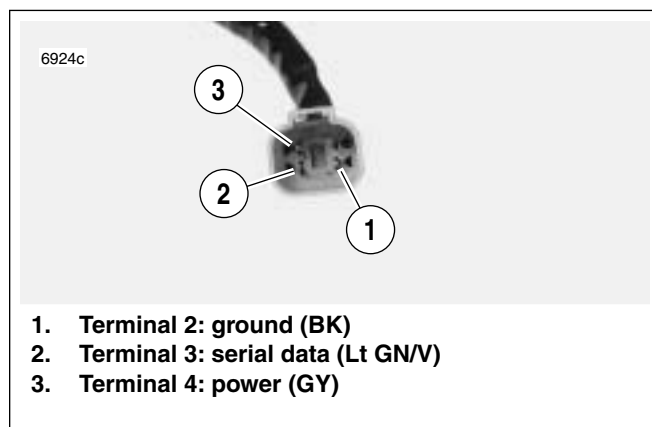 6924c
3
2
1
1. Terminal 2: ground (BK)
2. Terminal 3: serial data (Lt GN/V)
3. Terminal 4: power (GY)